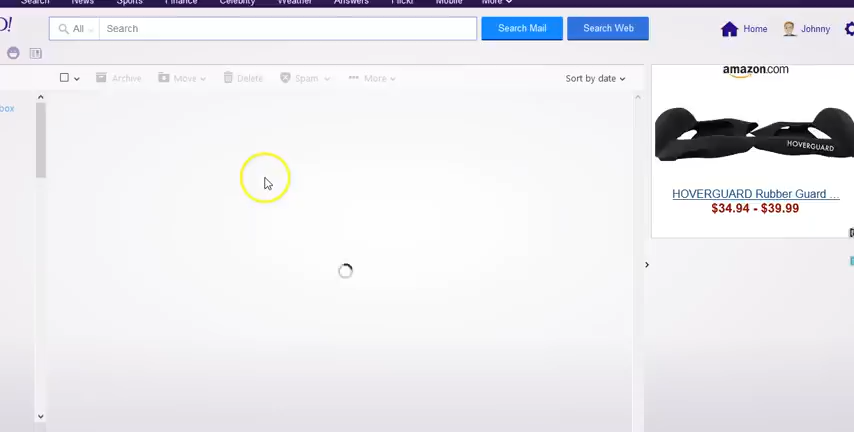 Search News Sports Finance Celebrity Weather Answers Flickr Mobile More
O!
All Search Search Mail Search Web Home Johnny
Archive Move Delete Spam More Sort by date
box
amazon.com
HOVERGUARD
HOVERGUARD Rubber Guard ...
$34.94 - $39.99